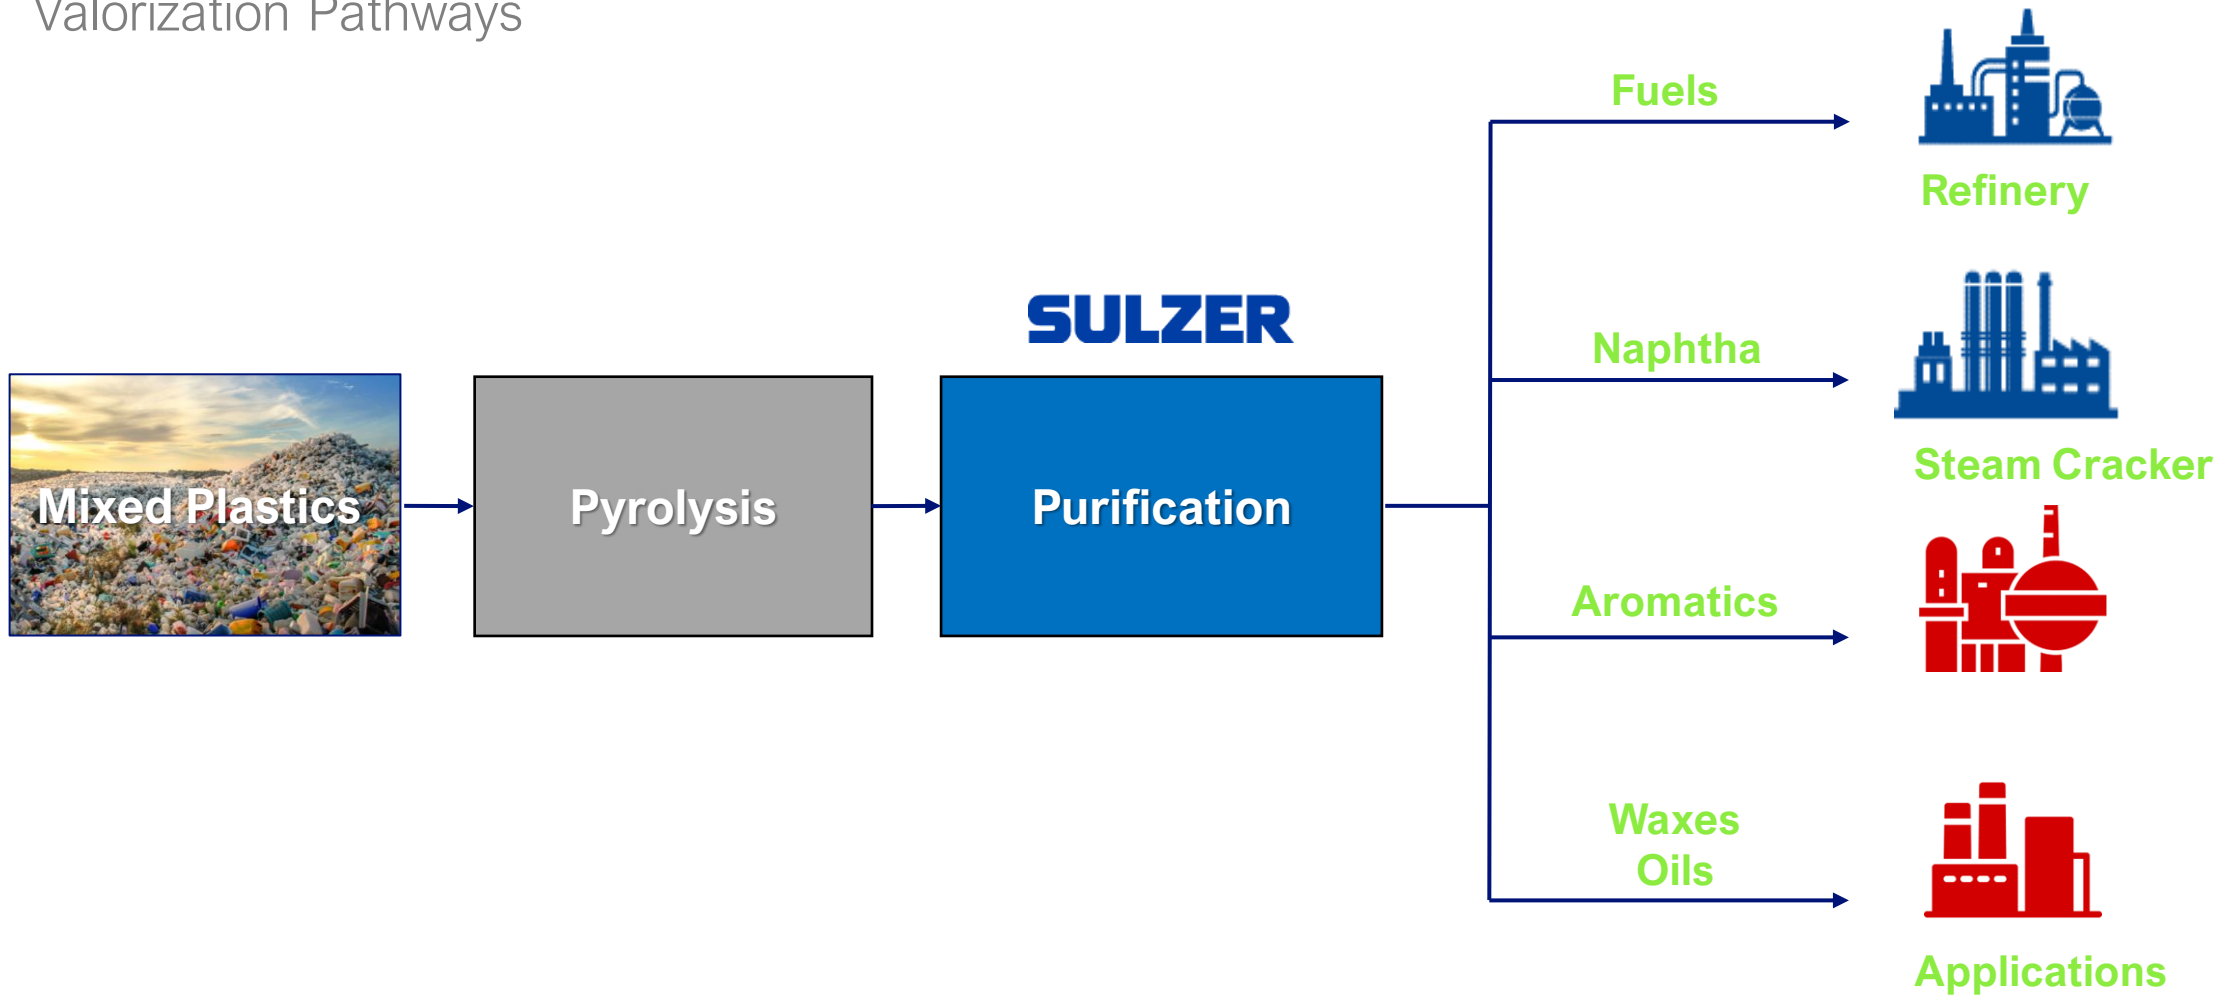 Valorization Pathways
Fuels
Refinery
SULZER
Naphtha
Steam Cracker
Mixed Plastics
Pyrolysis
Purification
Aromatics
Waxes
Oils
Applications